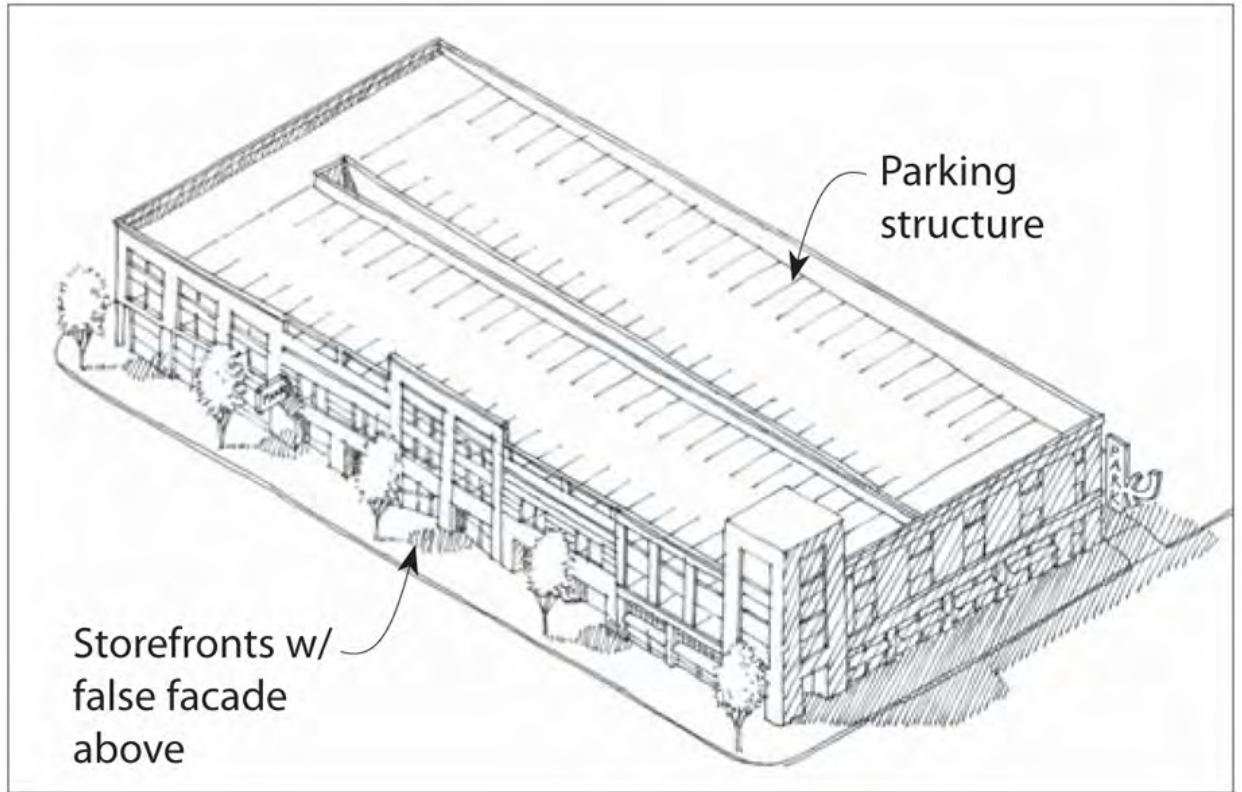 Parking
structure
PARK
Storefronts w/
false facade
above